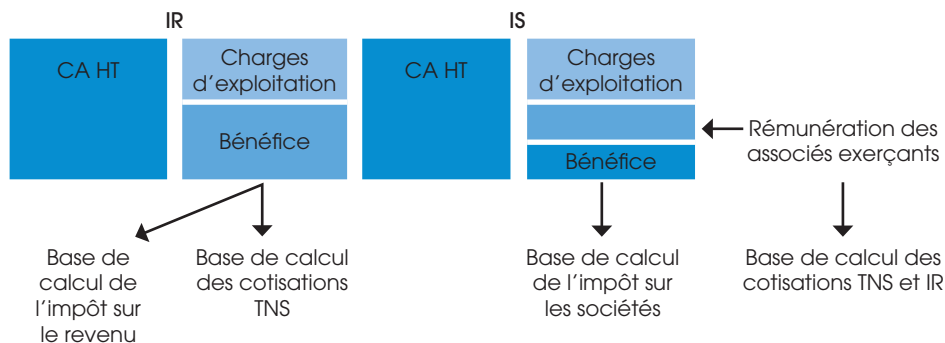 IR
IS
CA HT
Charges
d'exploitation
Bénéfice
CA HT
Charges
d'exploitation
Bénéfice
Rémunération des
associés exerçants
Base de
calcul de
l'impôt sur
le revenu
Base de calcul
des cotisations
TNS
Base de calcul
de l'impôt sur
les sociétés
Base de calcul des
cotisations TNS et IR